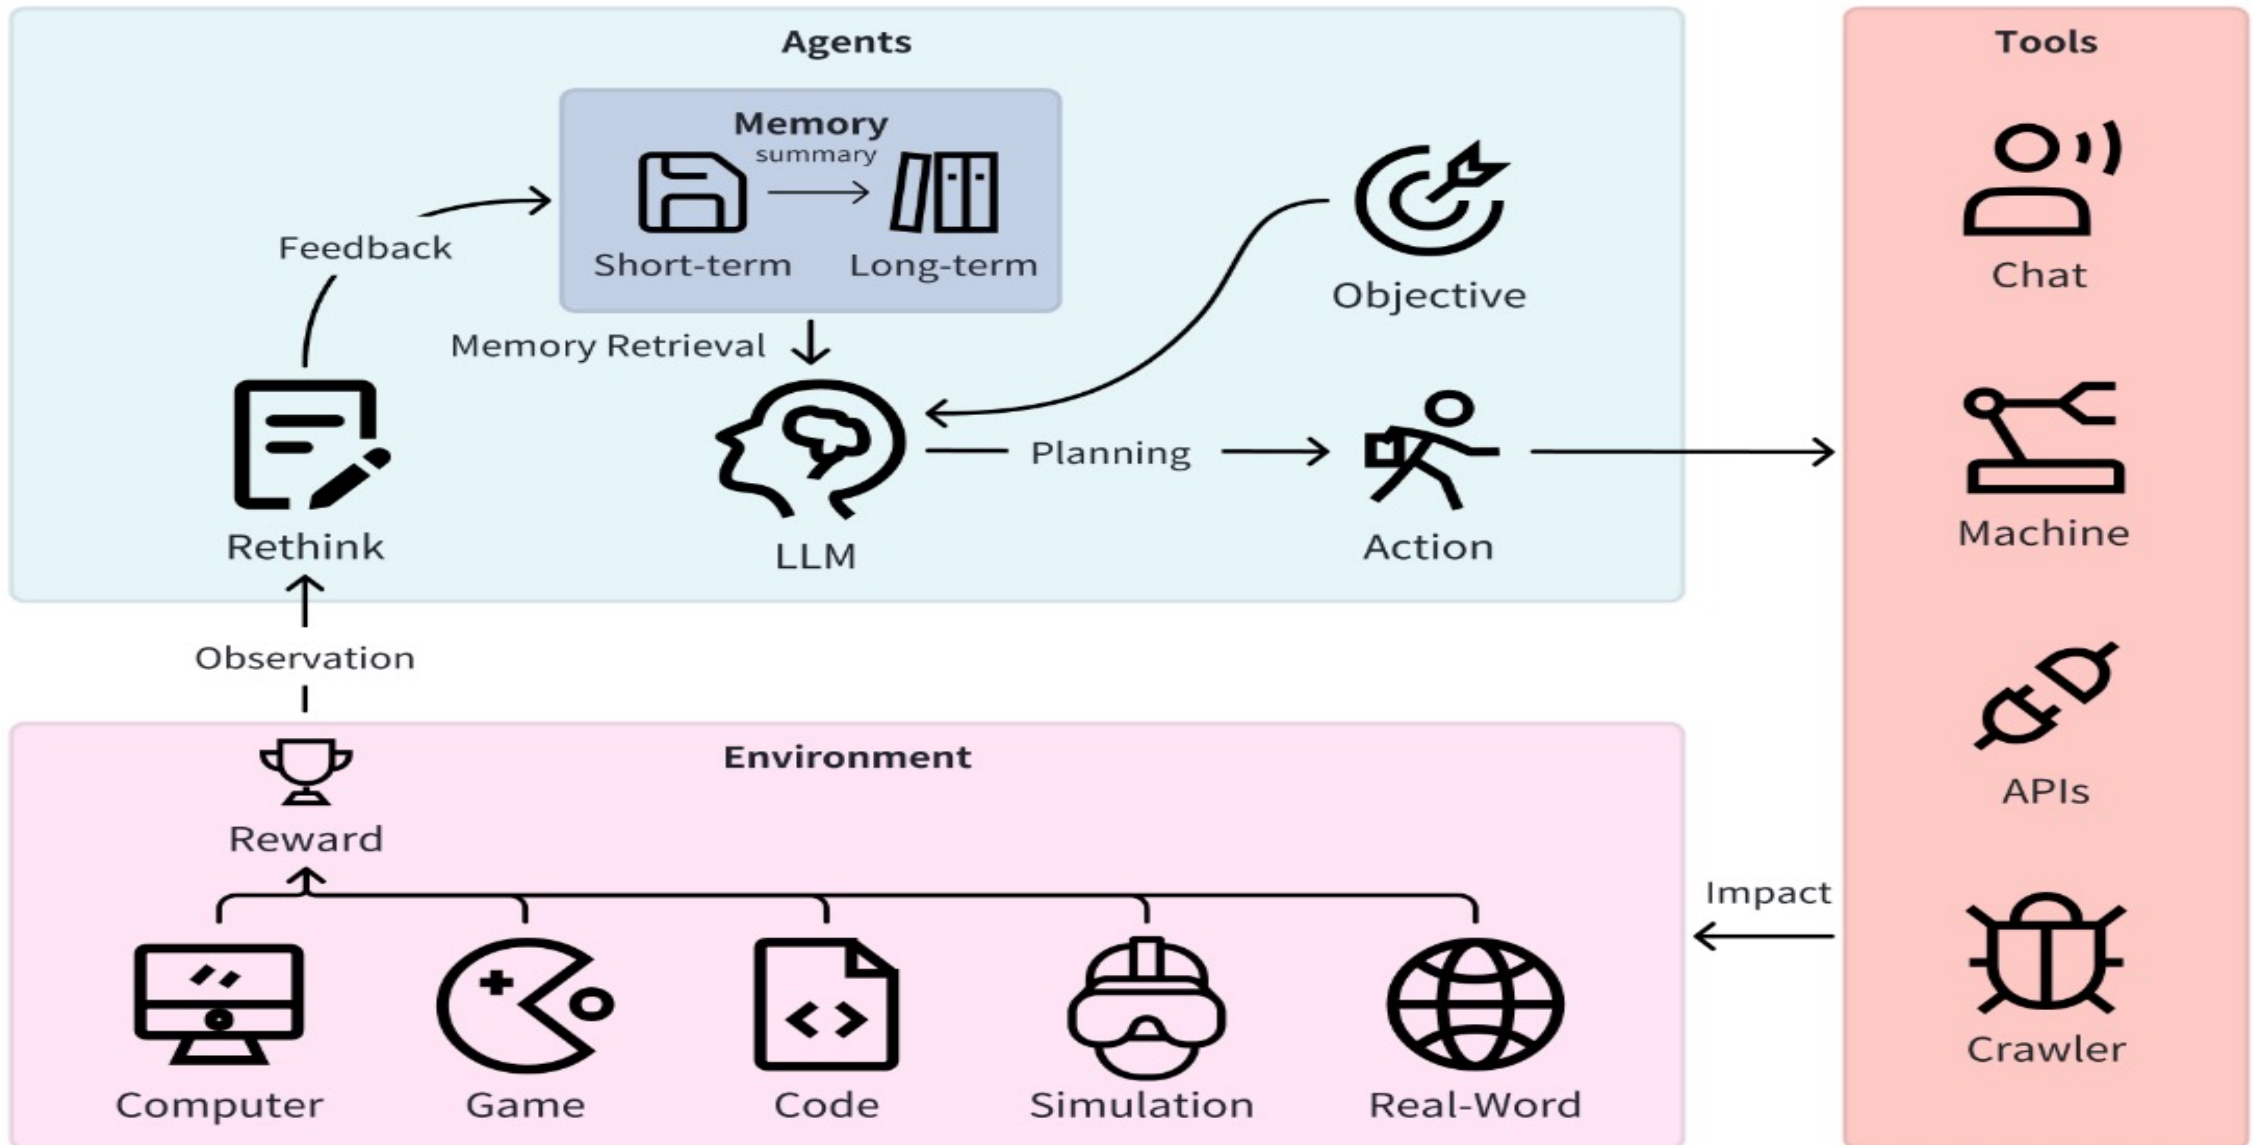 Agents
Memory
summary
Short-term
Long-term
Feedback
Memory Retrieval
Objective
Rethink
LLM
Planning
Action
Observation
Environment
Reward
Computer
Game
Code
Simulation
Real-Word
Impact
Tools
Chat
Machine
APIs
Crawler